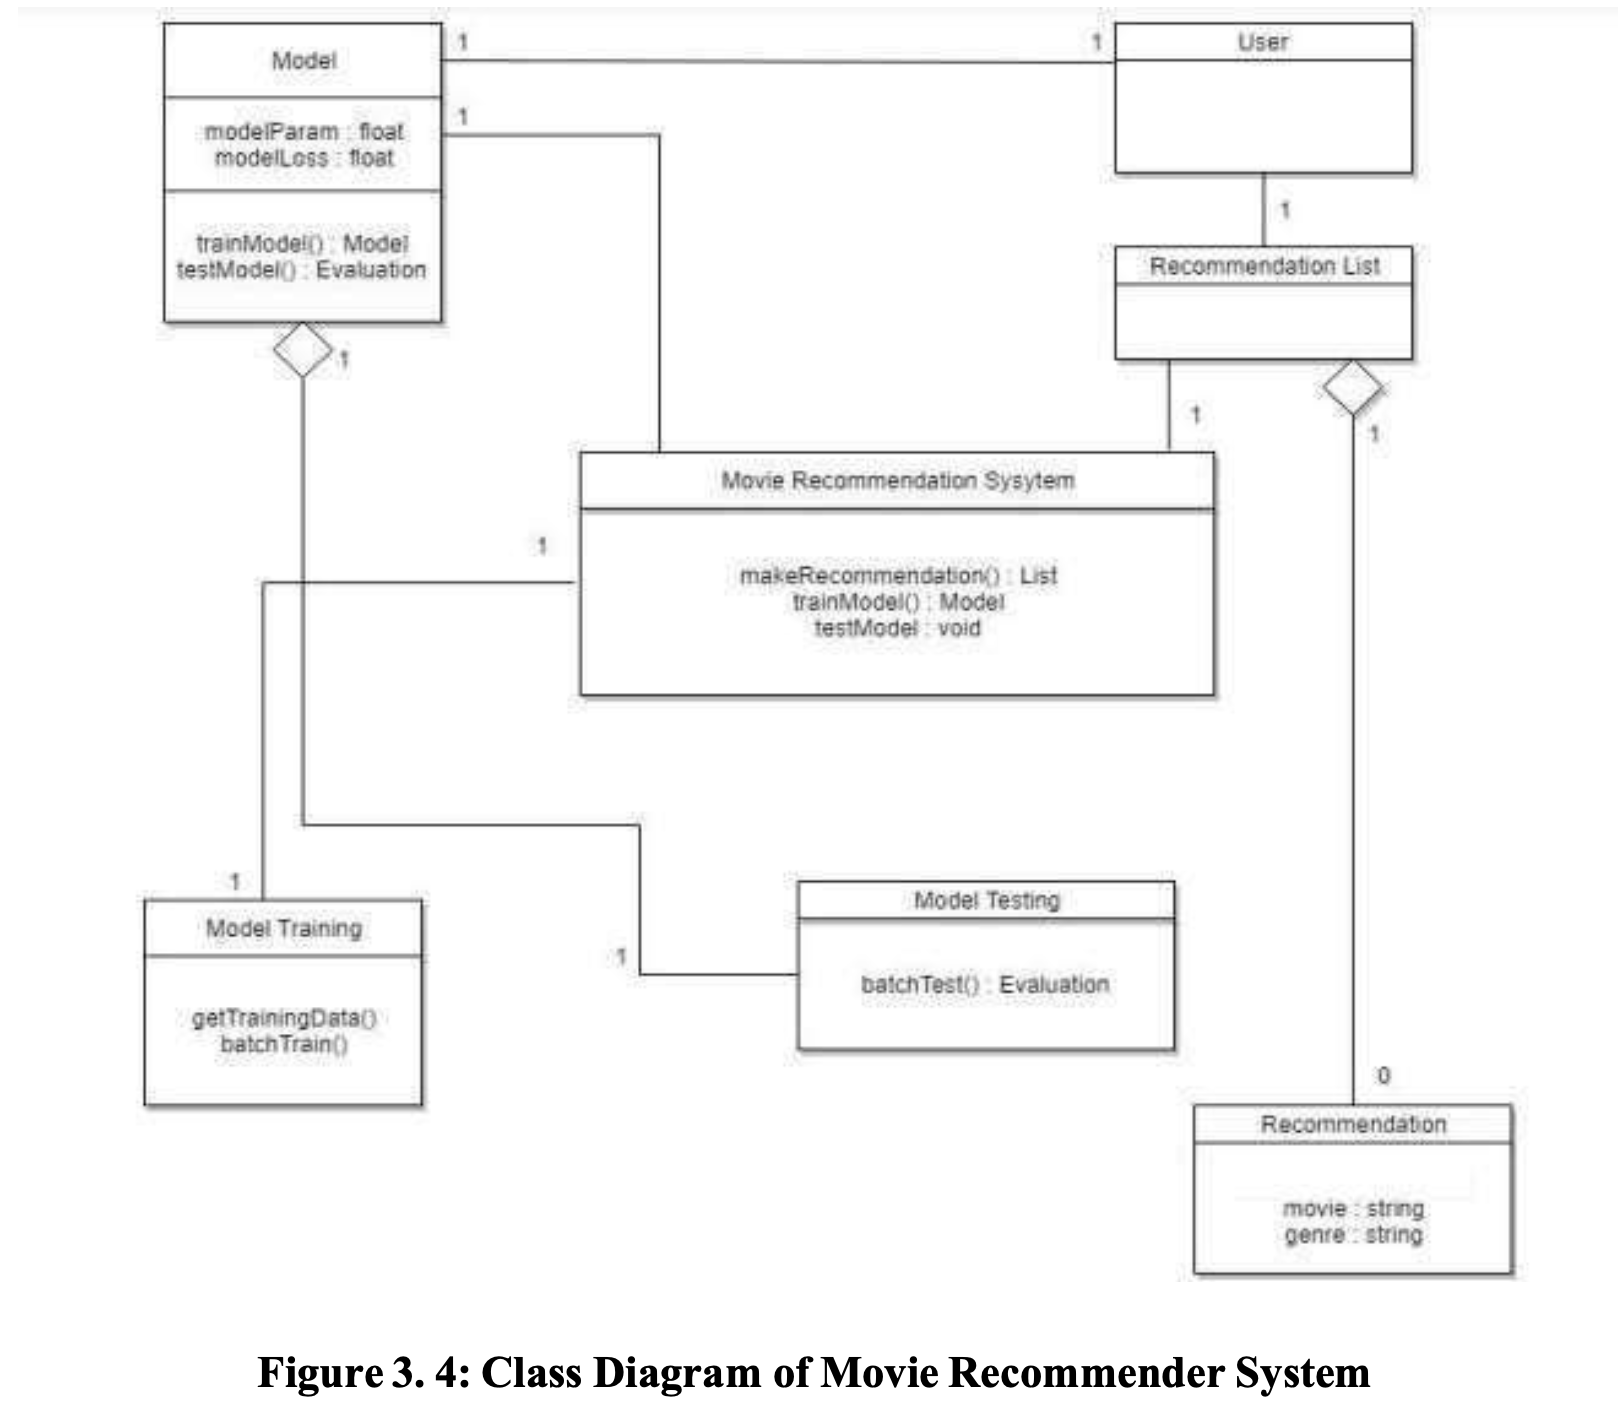 Model
modelParam : float
modelLoss : float
trainModel() : Model
testModel() : Evaluation
1
1
User
1
1
Recommendation List
1
1
1
Movie Recommendation Sysytem
makeRecommendation() : List
trainModel() : Model
testModel : void
1
1
Model Training
getTrainingData()
batchTrain()
1
Model Testing
batchTest() : Evaluation
0
Recommendation
movie : string
genre : string
Figure 3. 4: Class Diagram of Movie Recommender System